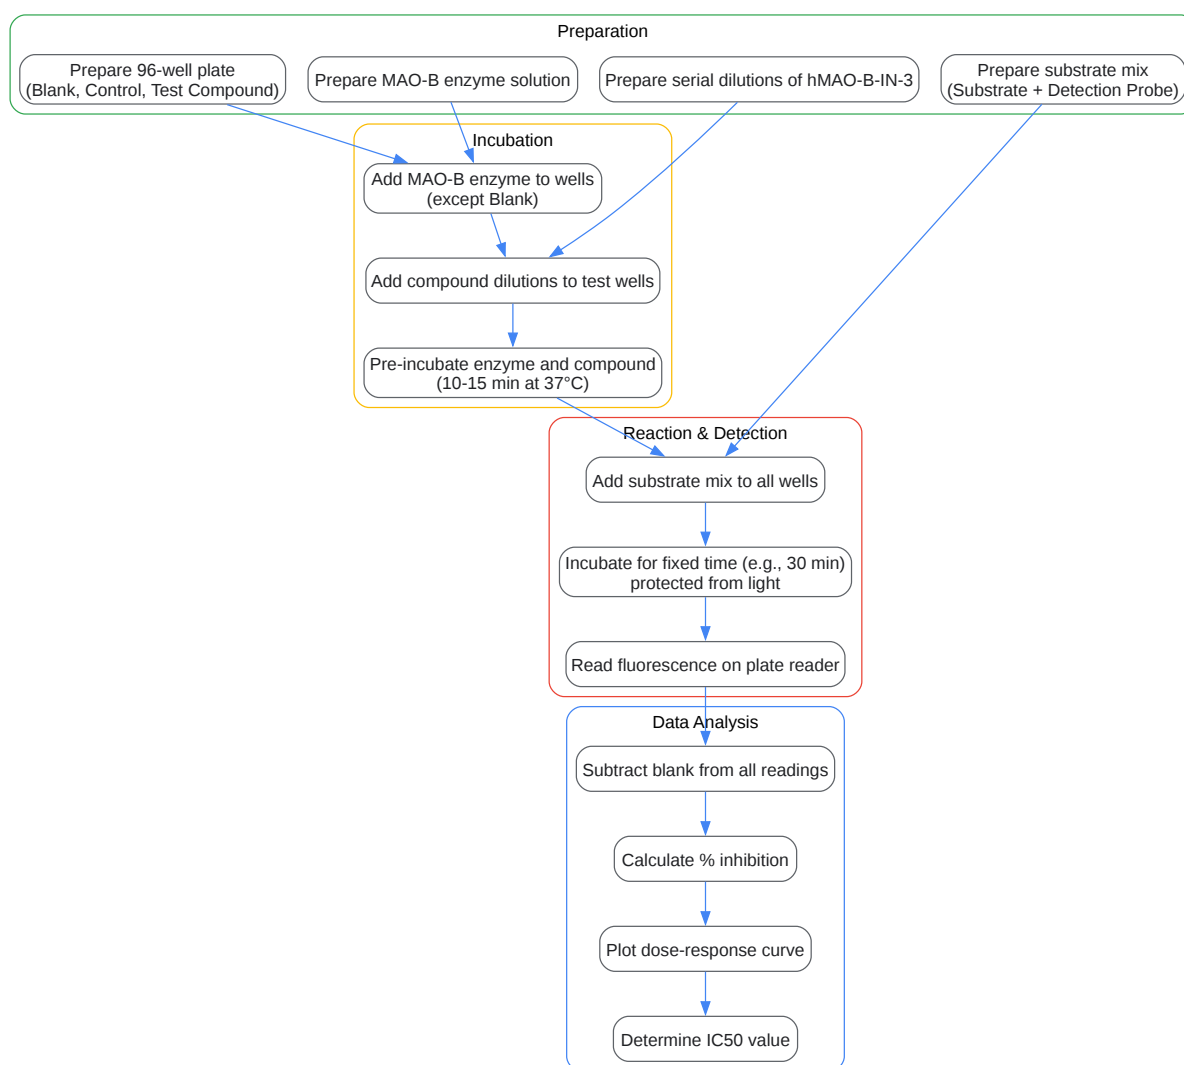 Preparation
Prepare 96-well plate
(Blank, Control, Test Compound)
Prepare MAO-B enzyme solution
Prepare serial dilutions of hMAO-B-IN-3
Prepare substrate mix
(Substrate + Detection Probe)
Incubation
Add MAO-B enzyme to wells
(except Blank)
Add compound dilutions to test wells
Pre-incubate enzyme and compound
(10-15 min at 37°C)
Reaction & Detection
Add substrate mix to all wells
Incubate for fixed time (e.g., 30 min)
protected from light
Read fluorescence on plate reader
Data Analysis
Subtract blank from all readings
Calculate % inhibition
Plot dose-response curve
Determine IC50 value